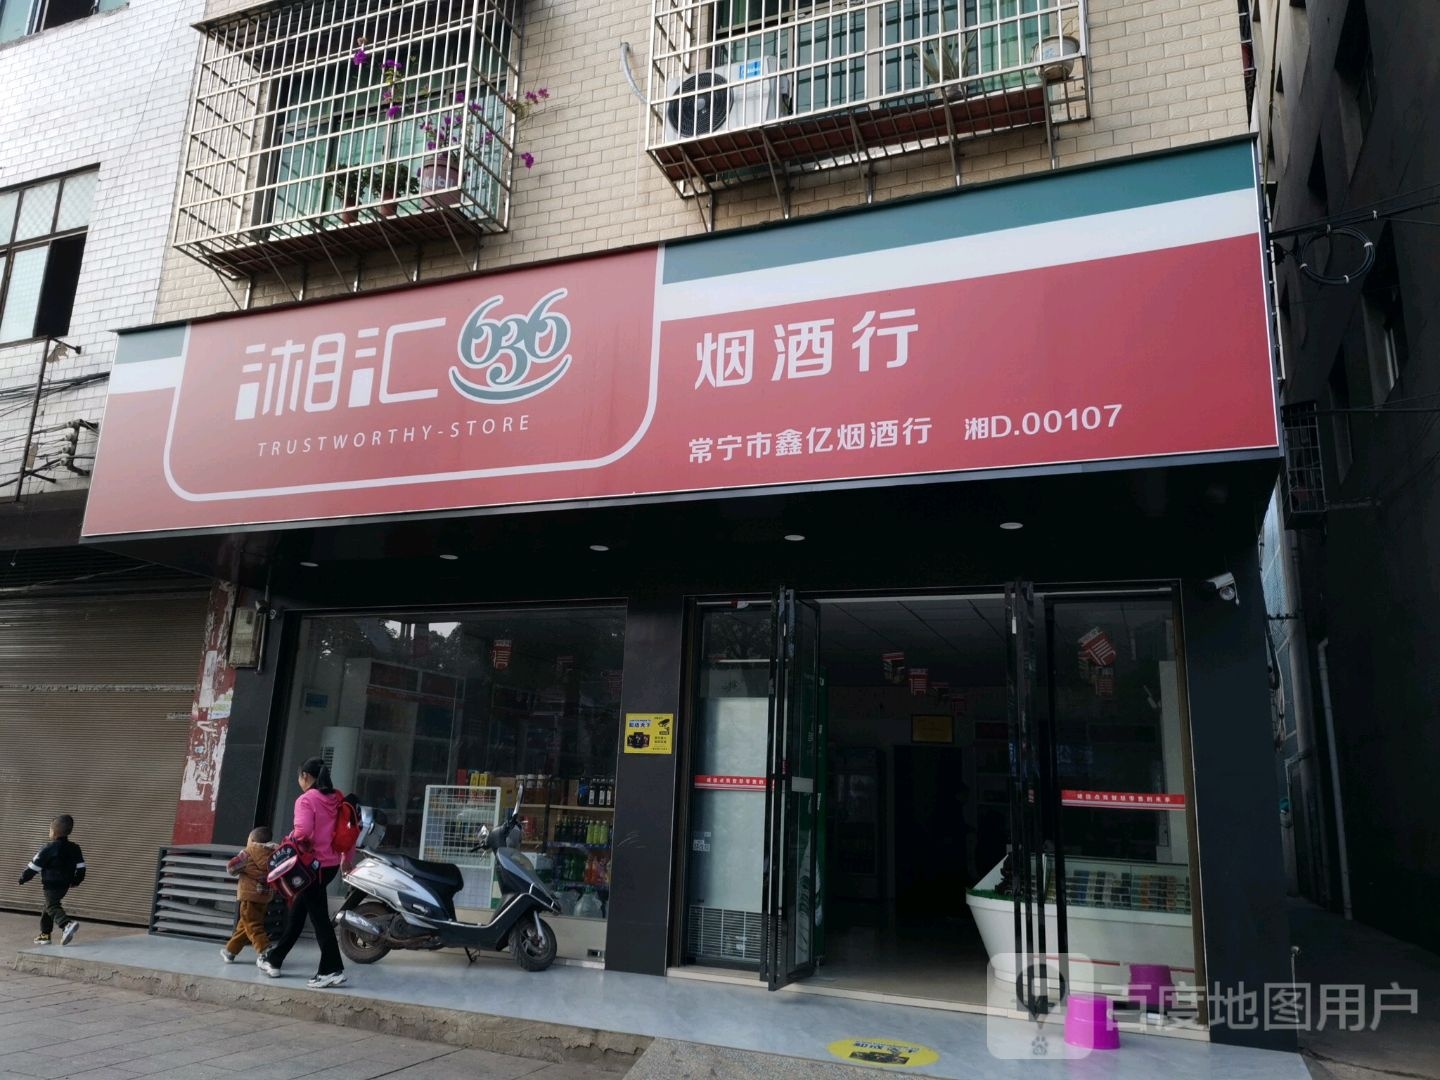 湘汇 636
TRUSTWORTHY-STORE
烟酒行
常宁市鑫亿烟酒行 湘D.00107
百度地图用户